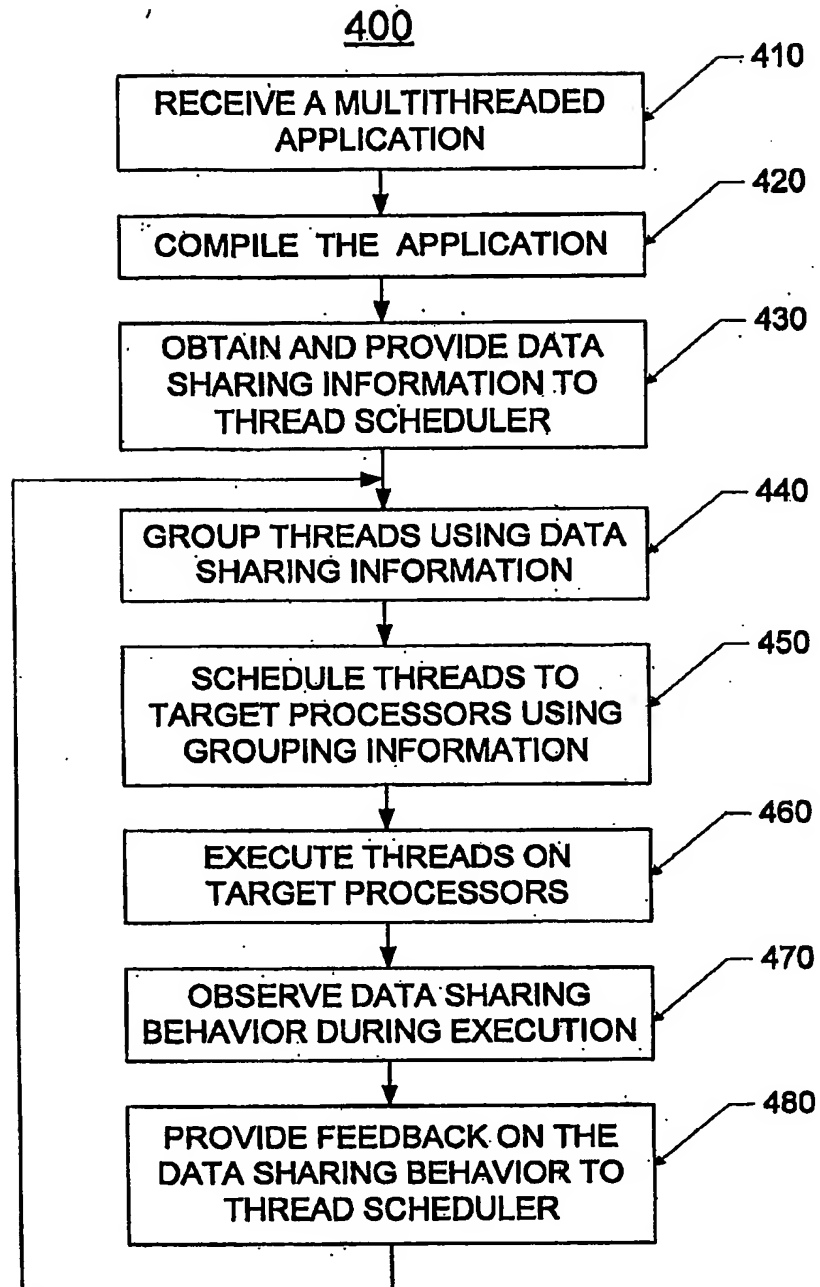 400
410
RECEIVE A MULTITHREADED
APPLICATION
420
COMPILE THE APPLICATION
430
OBTAIN AND PROVIDE DATA
SHARING INFORMATION TO
THREAD SCHEDULER
440
GROUP THREADS USING DATA
SHARING INFORMATION
450
SCHEDULE THREADS TO
TARGET PROCESSORS USING
GROUPING INFORMATION
460
EXECUTE THREADS ON
TARGET PROCESSORS
470
OBSERVE DATA SHARING
BEHAVIOR DURING EXECUTION
480
PROVIDE FEEDBACK ON THE
DATA SHARING BEHAVIOR TO
THREAD SCHEDULER